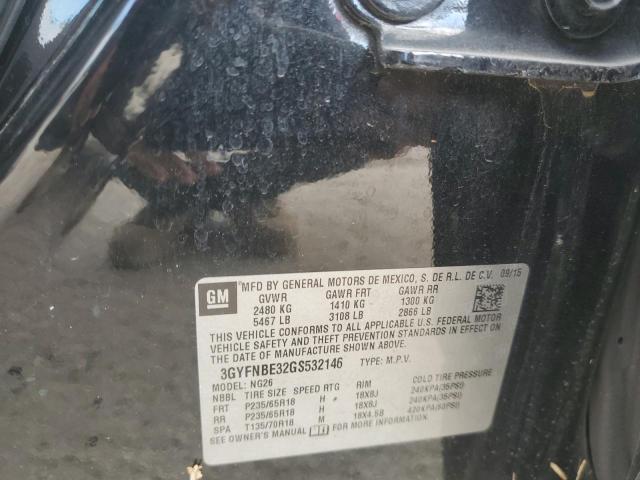 GM
MFD BY GENERAL MOTORS DE MEXICO, S. DE R.L. DE C.V. 09/15
GVWR GAWR FRT GAWR RR
2480 KG 1410 KG 1300 KG
5467 LB 3108 LB 2866 LB
THIS VEHICLE CONFORMS TO ALL APPLICABLE U.S. FEDERAL MOTOR
VEHICLE SAFETY AND THEFT PREVENTION STANDARDS IN EFFECT ON
THE DATE OF MANUFACTURE SHOWN ABOVE.
3GYFNBE32GS532146 TYPE: M.P.V.
MODEL: NG26
NBBL TIRE SIZE SPEED RTG RIM COLD TIRE PRESSURE
FRT P235/65R18 H 18X8J 240KPA(35PSI)
RR P235/65R18 H 18X8J 240KPA(35PSI)
SPA T135/70R18 M 18X4.5B 420KPA(60PSI)
SEE OWNER'S MANUAL FOR MORE INFORMATION.